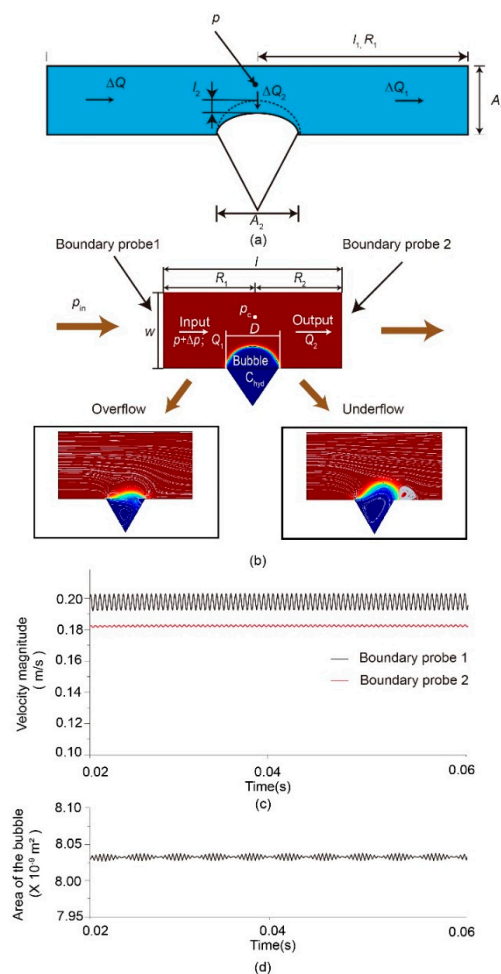 p
l₁, R₁
ΔQ
l₂
ΔQ₂
ΔQ₁
A
A₂
(a)
Boundary probe1
Boundary probe 2
l
R₁
R₂
pᵢₙ
w
p꜀
Input
Output
p+Δp; Q₁
D
Q₂
Bubble
C_hyd
Overflow
Underflow
(b)
0.20
0.18
0.16
0.14
0.12
0.10
Velocity magnitude
( m/s)
Boundary probe 1
Boundary probe 2
0.02
0.04
0.06
Time(s)
(c)
8.10
8.05
8.00
7.95
Area of the bubble
(X 10⁻⁹ m²)
0.02
0.04
0.06
Time(s)
(d)